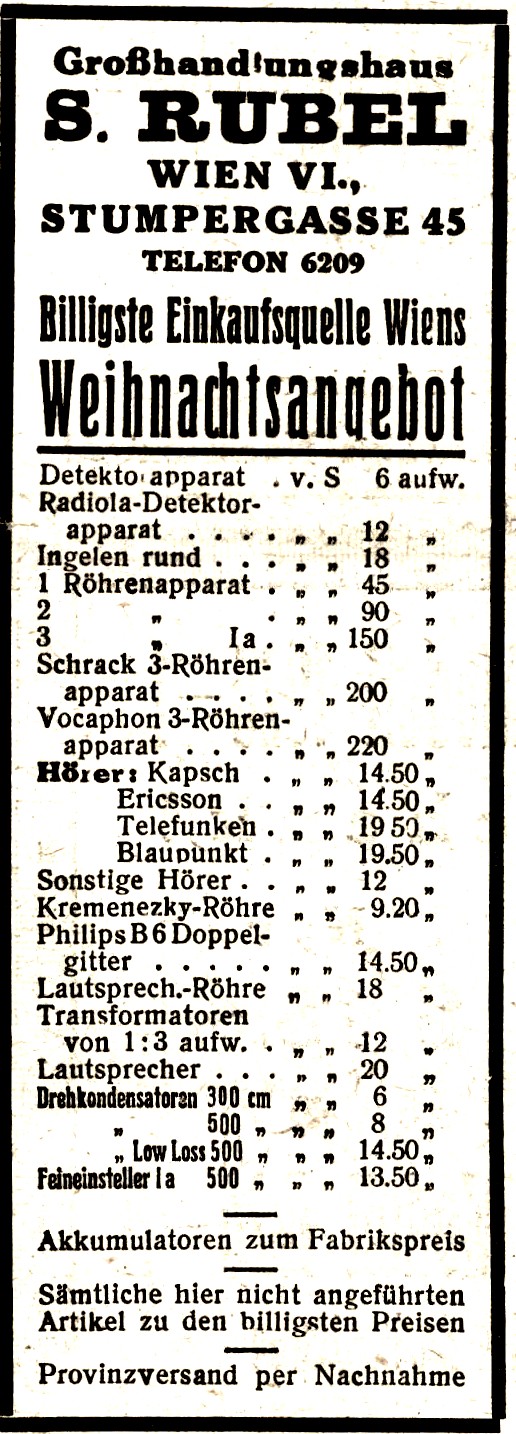 Großhandlungshaus
S. RUBEL
WIEN VI.,
STUMPERGASSE 45
TELEFON 6209
Billigste Einkaufsquelle Wiens
Weihnachtsangebot
Detektorapparat . v. S 6 aufw.
Radiola-Detektor-
apparat . . . . „ „ 12 „
Ingelen rund . . . „ „ 18 „
1 Röhrenapparat . „ „ 45 „
2 „ . „ „ 90 „
3 „ Ia . „ „ 150 „
Schrack 3-Röhren-
apparat . . . . „ „ 200 „
Vocaphon 3-Röhren-
apparat . . . . „ „ 220 „
Hörer: Kapsch . „ „ 14.50 „
Ericsson . . „ „ 14.50 „
Telefunken . „ „ 19 50 „
Blaupunkt . „ „ 19.50 „
Sonstige Hörer . . „ „ 12 „
Kremenezky-Röhre „ „ 9.20 „
Philips B 6 Doppel-
gitter . . . . . „ „ 14.50 „
Lautsprech.-Röhre „ „ 18 „
Transformatoren
von 1:3 aufw. . „ „ 12 „
Lautsprecher . . . „ „ 20 „
Drehkondensatoren 300 cm „ „ 6 „
„ 500 „ „ „ 8 „
„ Low Loss 500 „ „ „ 14.50 „
Feineinsteller Ia 500 „ „ „ 13.50 „
Akkumulatoren zum Fabrikspreis
Sämtliche hier nicht angeführten
Artikel zu den billigsten Preisen
Provinzversand per Nachnahme